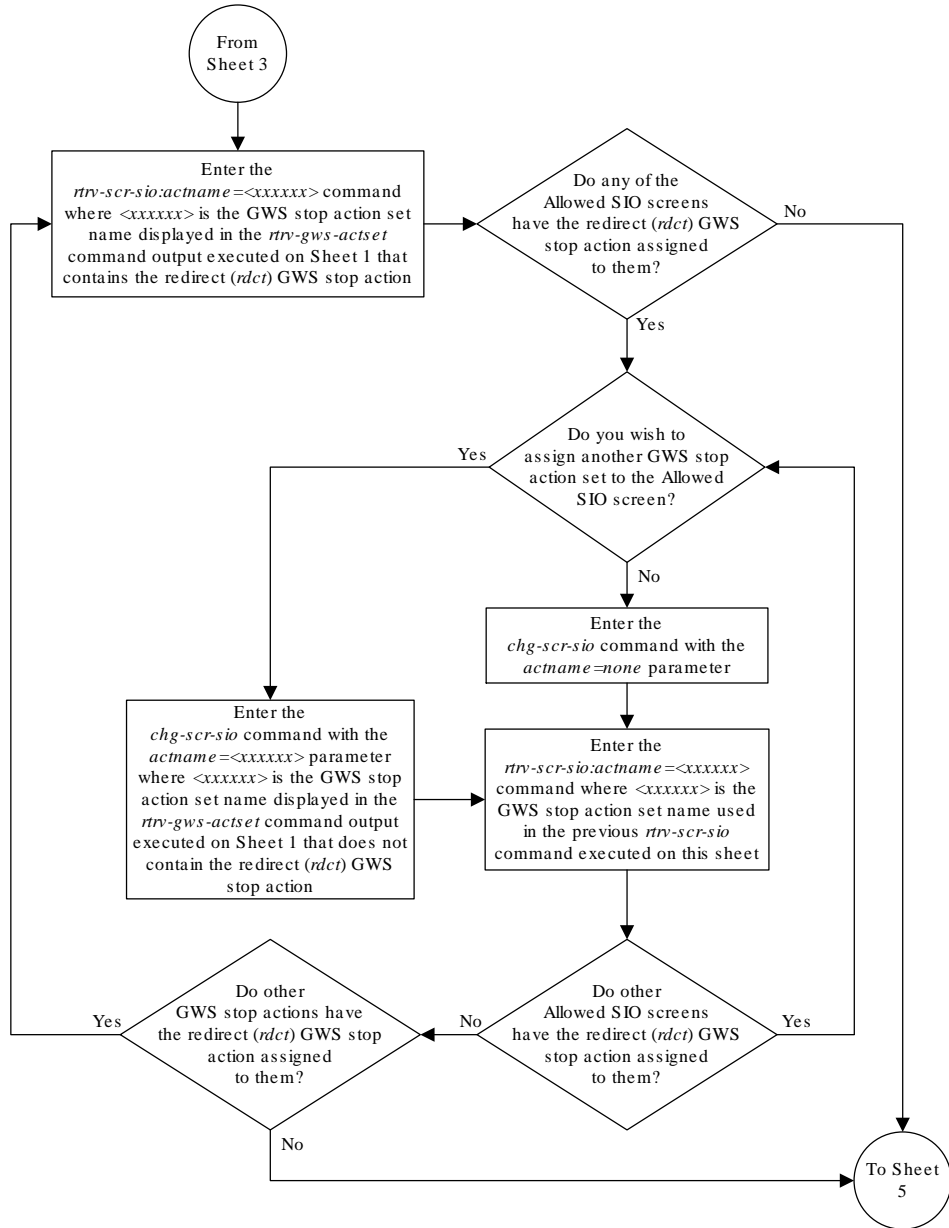 From
Sheet 3
Enter the
rtrv-scr-sio:actname=<xxxxxx> command
where <xxxxxx> is the GWS stop action set
name displayed in the rtrv-gws-actset
command output executed on Sheet 1 that
contains the redirect (rdct) GWS stop action
Do any of the
Allowed SIO screens
have the redirect (rdct) GWS
stop action assigned
to them?
No
Yes
Do you wish to
assign another GWS stop
action set to the Allowed
SIO screen?
Yes
No
Enter the
chg-scr-sio command with the
actname=none parameter
Enter the
chg-scr-sio command with the
actname=<xxxxxx> parameter
where <xxxxxx> is the GWS stop
action set name displayed in the
rtrv-gws-actset command output
executed on Sheet 1 that does not
contain the redirect (rdct) GWS
stop action
Enter the
rtrv-scr-sio:actname=<xxxxxx>
command where <xxxxxx> is the
GWS stop action set name used
in the previous rtrv-scr-sio
command executed on this sheet
Do other
Allowed SIO screens
have the redirect (rdct) GWS
stop action assigned
to them?
Yes
No
Do other
GWS stop actions have
the redirect (rdct) GWS stop
action assigned
to them?
Yes
No
To Sheet
5